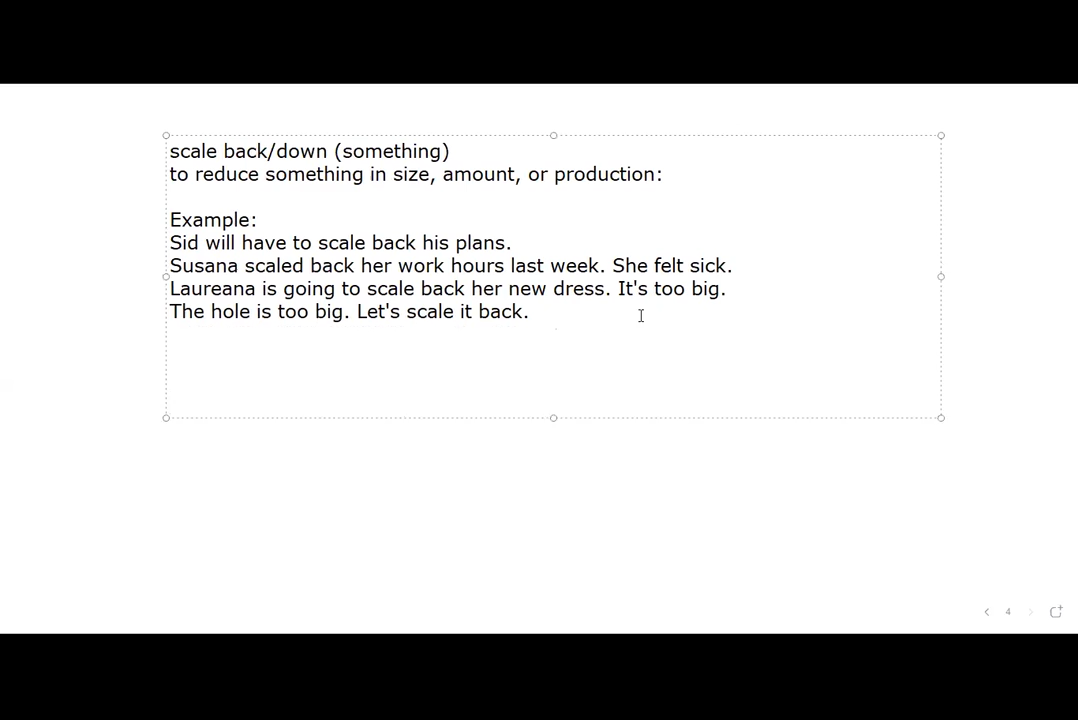 scale back/down (something)
to reduce something in size, amount, or production:
Example:
Sid will have to scale back his plans.
Susana scaled back her work hours last week. She felt sick.
Laureana is going to scale back her new dress. It's too big.
The hole is too big. Let's scale it back.
< 4 >